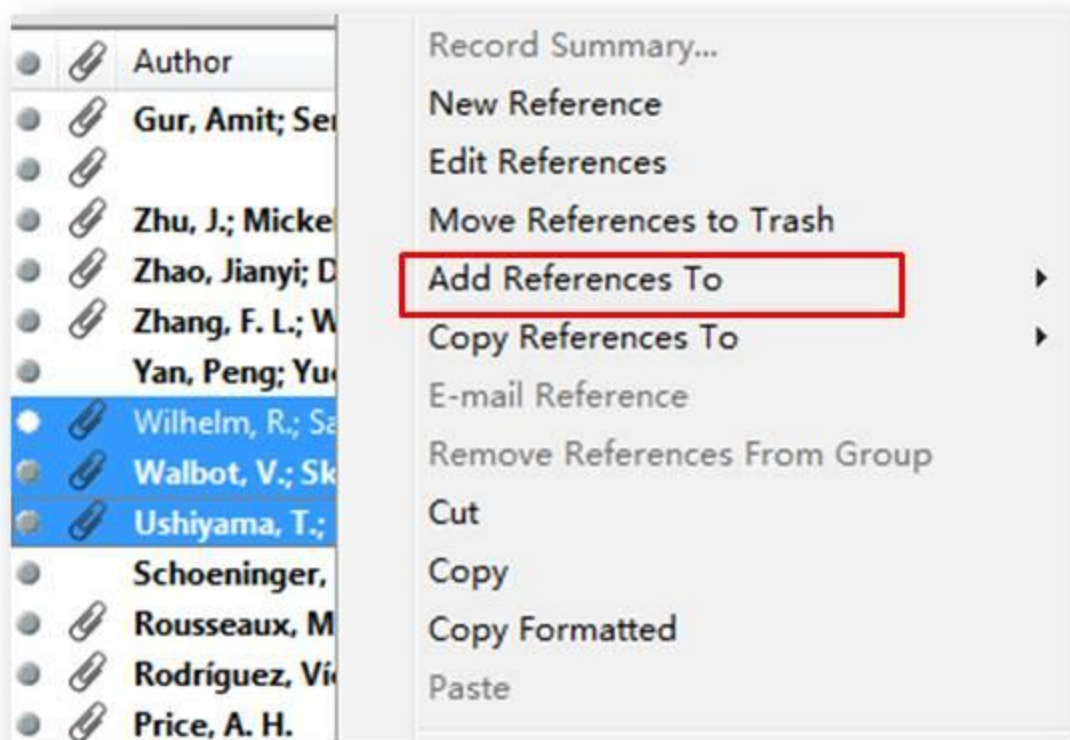 Author
Gur, Amit; Se
Zhu, J.; Micke
Zhao, Jianyi; D
Zhang, F. L.; W
Yan, Peng; Yu
Wilhelm, R.; Sa
Walbot, V.; Sk
Ushiyama, T.;
Schoeninger,
Rousseaux, M
Rodríguez, Ví
Price, A. H.
Record Summary...
New Reference
Edit References
Move References to Trash
Add References To
Copy References To
E-mail Reference
Remove References From Group
Cut
Copy
Copy Formatted
Paste